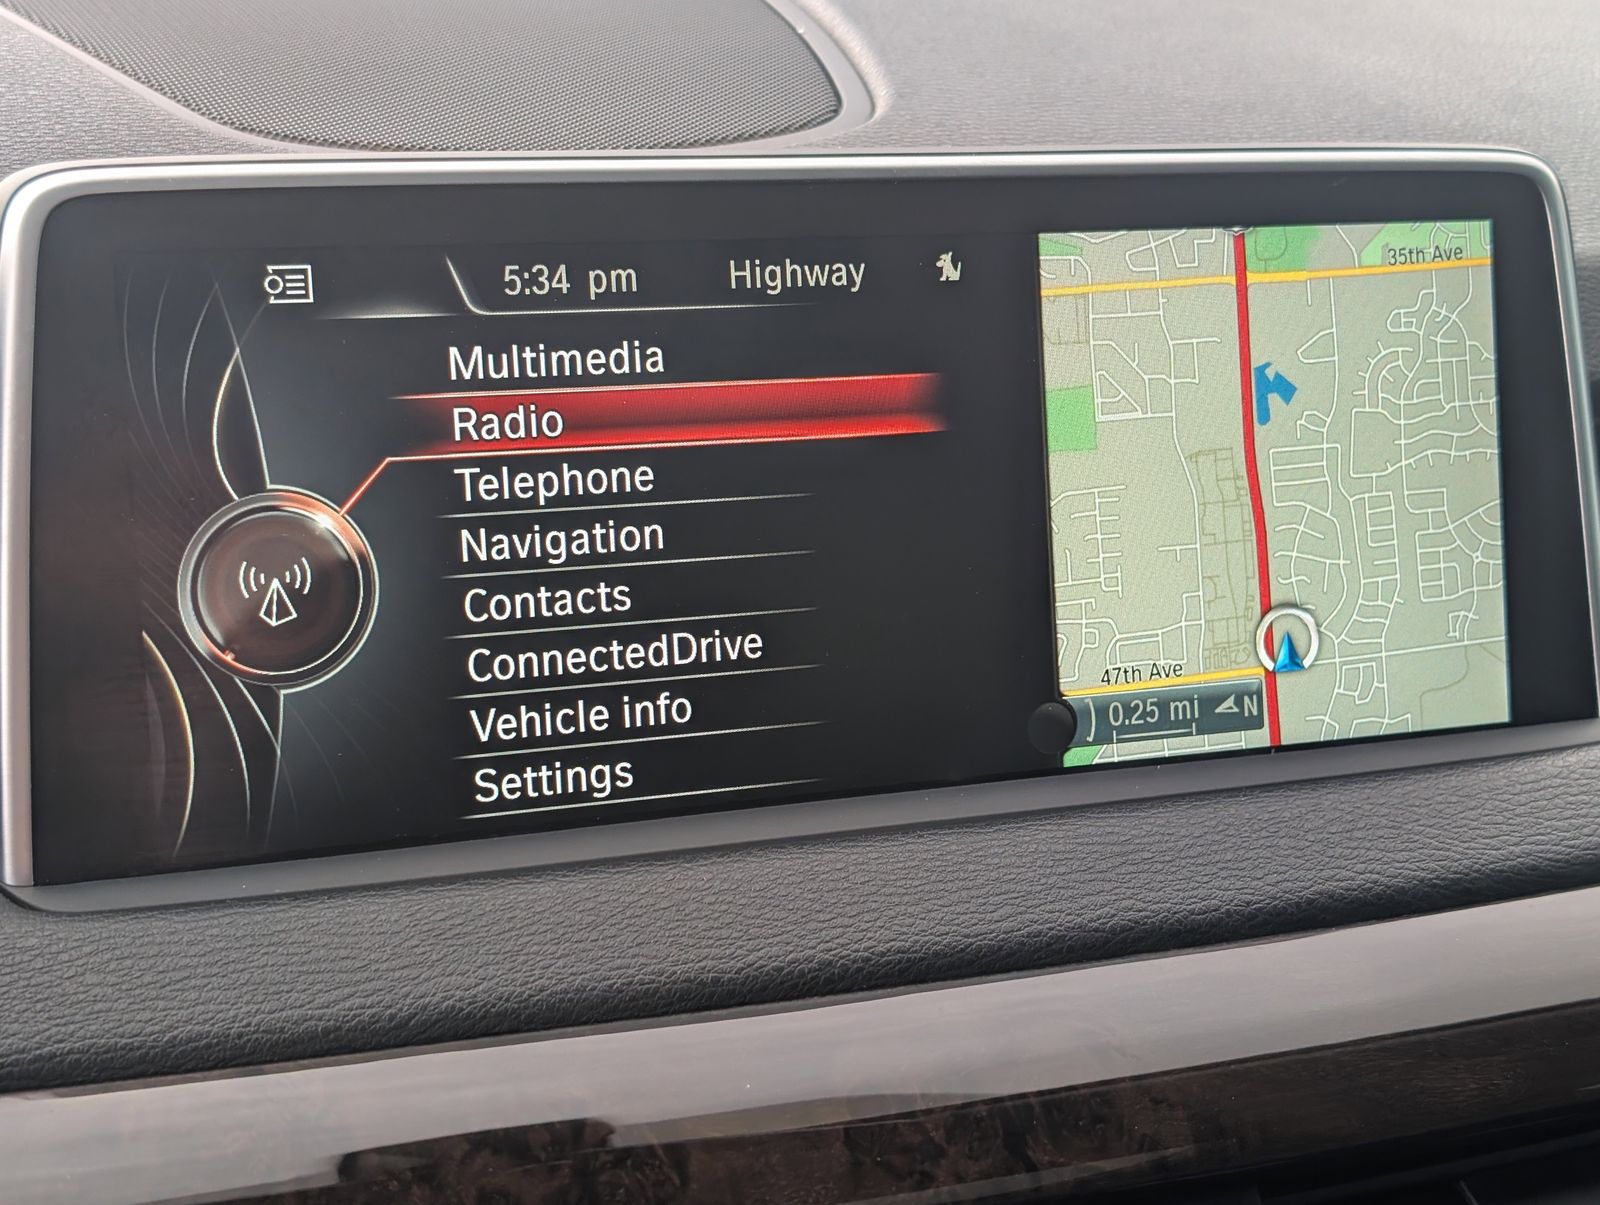 5:34 pm Highway
Multimedia
Radio
Telephone
Navigation
Contacts
ConnectedDrive
Vehicle info
Settings
35th Ave
47th Ave
0.25 mi N